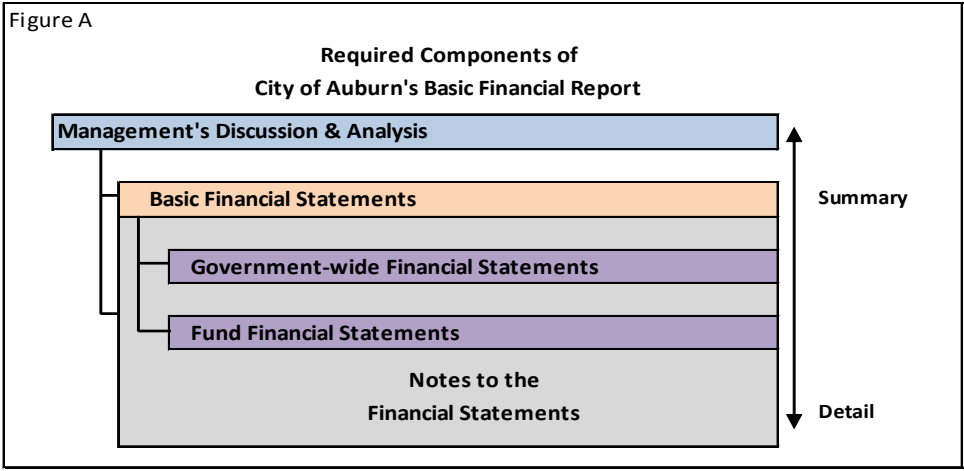 Figure A
Required Components of
City of Auburn's Basic Financial Report
Management's Discussion & Analysis
Basic Financial Statements
Summary
Government-wide Financial Statements
Fund Financial Statements
Notes to the
Financial Statements
Detail